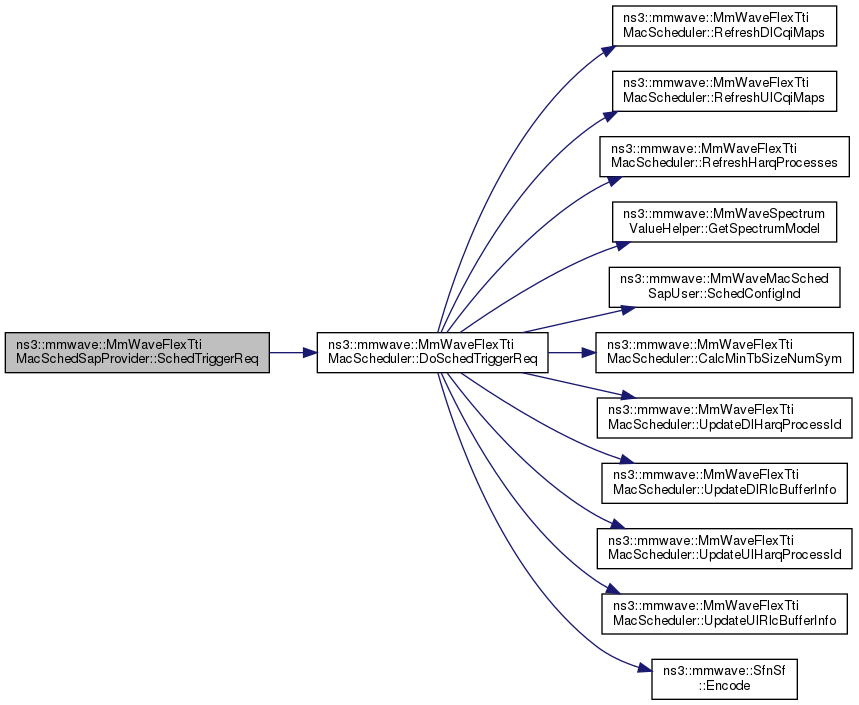 ns3::mmwave::MmWaveFlexTti
MacSchedSapProvider::SchedTriggerReq
ns3::mmwave::MmWaveFlexTti
MacScheduler::DoSchedTriggerReq
ns3::mmwave::MmWaveFlexTti
MacScheduler::RefreshDlCqiMaps
ns3::mmwave::MmWaveFlexTti
MacScheduler::RefreshUlCqiMaps
ns3::mmwave::MmWaveFlexTti
MacScheduler::RefreshHarqProcesses
ns3::mmwave::MmWaveSpectrum
ValueHelper::GetSpectrumModel
ns3::mmwave::MmWaveMacSched
SapUser::SchedConfigInd
ns3::mmwave::MmWaveFlexTti
MacScheduler::CalcMinTbSizeNumSym
ns3::mmwave::MmWaveFlexTti
MacScheduler::UpdateDlHarqProcessId
ns3::mmwave::MmWaveFlexTti
MacScheduler::UpdateDlRlcBufferInfo
ns3::mmwave::MmWaveFlexTti
MacScheduler::UpdateUlHarqProcessId
ns3::mmwave::MmWaveFlexTti
MacScheduler::UpdateUlRlcBufferInfo
ns3::mmwave::SfnSf
::Encode